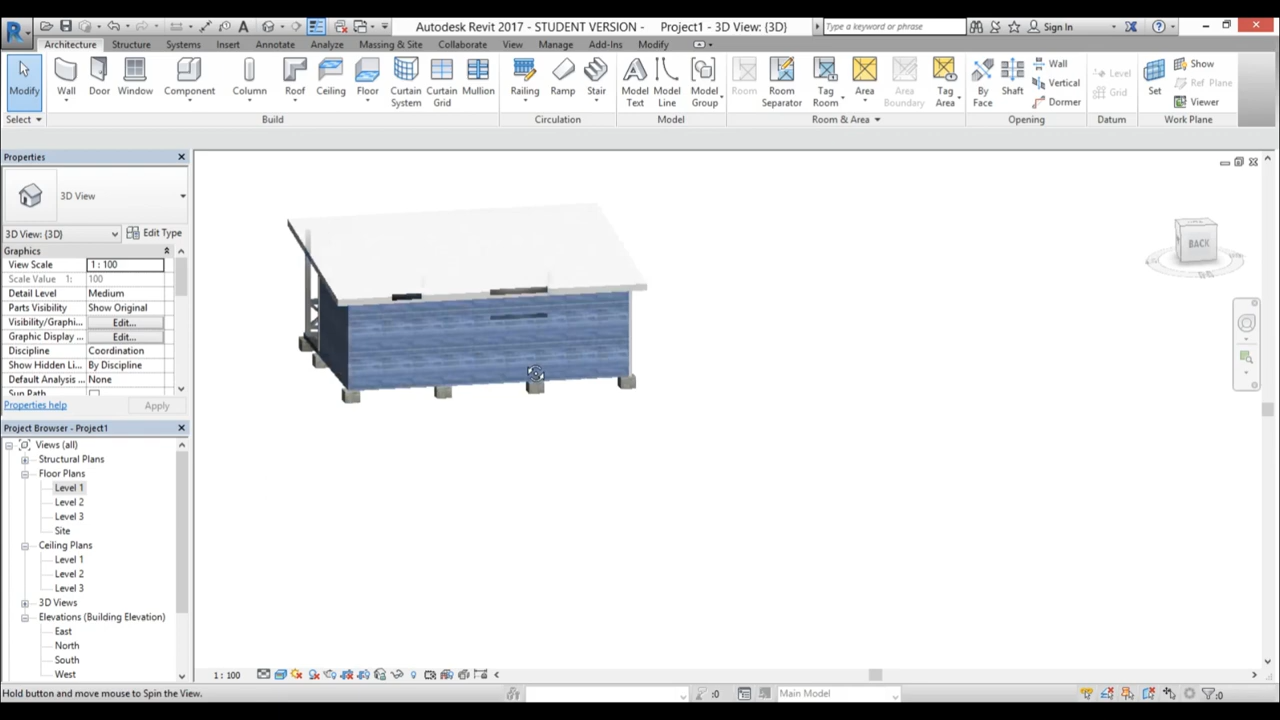 Autodesk Revit 2017 - STUDENT VERSION - Project1 - 3D View: {3D}
Type a keyword or phrase
Sign In
Architecture Structure Systems Insert Annotate Analyze Massing & Site Collaborate View Manage Add-Ins Modify
Modify Wall Door Window Component Column Roof Ceiling Floor Curtain System Curtain Grid Mullion Railing Ramp Stair Model Text Model Line Model Group Room Room Separator Tag Room Area Area Boundary Tag Area By Face Shaft Wall Vertical Dormer Level Grid Set Show Ref Plane Viewer
Select Build Circulation Model Room & Area Opening Datum Work Plane
Properties
3D View
3D View: {3D} Edit Type
Graphics
View Scale 1 : 100
Scale Value 1: 100
Detail Level Medium
Parts Visibility Show Original
Visibility/Graphi... Edit...
Graphic Display ... Edit...
Discipline Coordination
Show Hidden Li... By Discipline
Default Analysis ... None
Sun Path
Properties help Apply
Project Browser - Project1
Views (all)
Structural Plans
Floor Plans
Level 1
Level 2
Level 3
Site
Ceiling Plans
Level 1
Level 2
Level 3
3D Views
Elevations (Building Elevation)
East
North
South
West
BACK
1 : 100
Hold button and move mouse to Spin the View.
:0
Main Model
:0